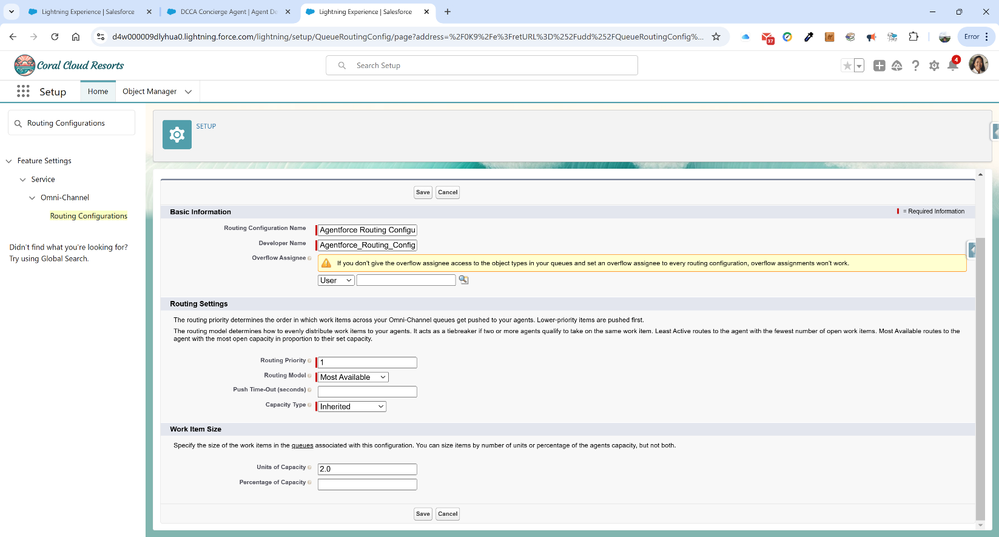 Lightning Experience | Salesforce
DCCA Concierge Agent | Agent De
Lightning Experience | Salesforce
d4w000009dlyhua0.lightning.force.com/lightning/setup/QueueRoutingConfig/page?address=%2F0K9%2Fe%3FretURL%3D%252Fudd%252FQueueRoutingConfig%...
37
Error
Coral Cloud Resorts
Search Setup
4
Setup
Home
Object Manager
Routing Configurations
SETUP
Feature Settings
Service
Omni-Channel
Routing Configurations
Didn't find what you're looking for?
Try using Global Search.
Save
Cancel
Basic Information
= Required Information
Routing Configuration Name
Agentforce Routing Configu
Developer Name
Agentforce_Routing_Config
Overflow Assignee
If you don't give the overflow assignee access to the object types in your queues and set an overflow assignee to every routing configuration, overflow assignments won't work.
User
Routing Settings
The routing priority determines the order in which work items across your Omni-Channel queues get pushed to your agents. Lower-priority items are pushed first.
The routing model determines how to evenly distribute work items to your agents. It acts as a tiebreaker if two or more agents qualify to take on the same work item. Least Active routes to the agent with the fewest number of open work items. Most Available routes to the
agent with the most open capacity in proportion to their set capacity.
Routing Priority
1
Routing Model
Most Available
Push Time-Out (seconds)
Capacity Type
Inherited
Work Item Size
Specify the size of the work items in the queues associated with this configuration. You can size items by number of units or percentage of the agents capacity, but not both.
Units of Capacity
2.0
Percentage of Capacity
Save
Cancel